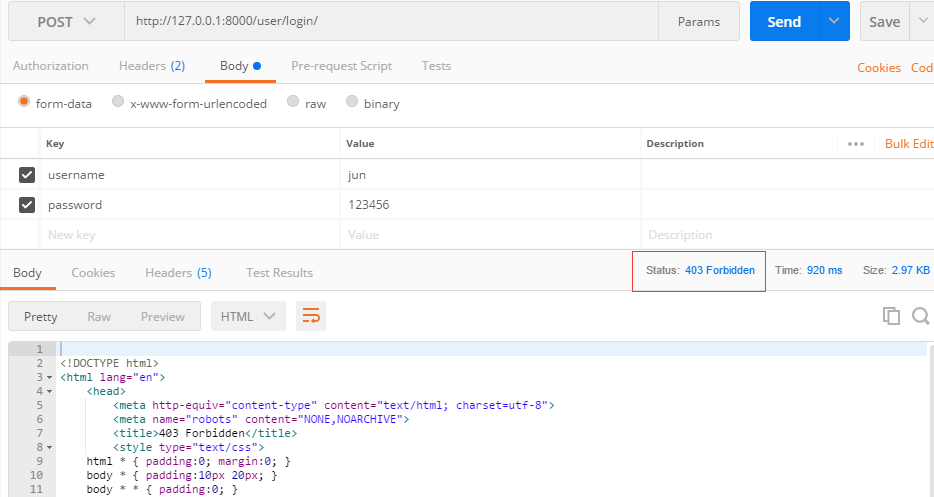 POST http://127.0.0.1:8000/user/login/ Params Send Save
Authorization Headers (2) Body Pre-request Script Tests Cookies Cod
form-data x-www-form-urlencoded raw binary
Key Value Description ••• Bulk Edit
username jun
password 123456
New key Value Description
Body Cookies Headers (5) Test Results Status: 403 Forbidden Time: 920 ms Size: 2.97 KB
Pretty Raw Preview HTML
1
2 <!DOCTYPE html>
3 <html lang="en">
4 <head>
5 <meta http-equiv="content-type" content="text/html; charset=utf-8">
6 <meta name="robots" content="NONE,NOARCHIVE">
7 <title>403 Forbidden</title>
8 <style type="text/css">
9 html * { padding:0; margin:0; }
10 body * { padding:10px 20px; }
11 body * * { padding:0; }